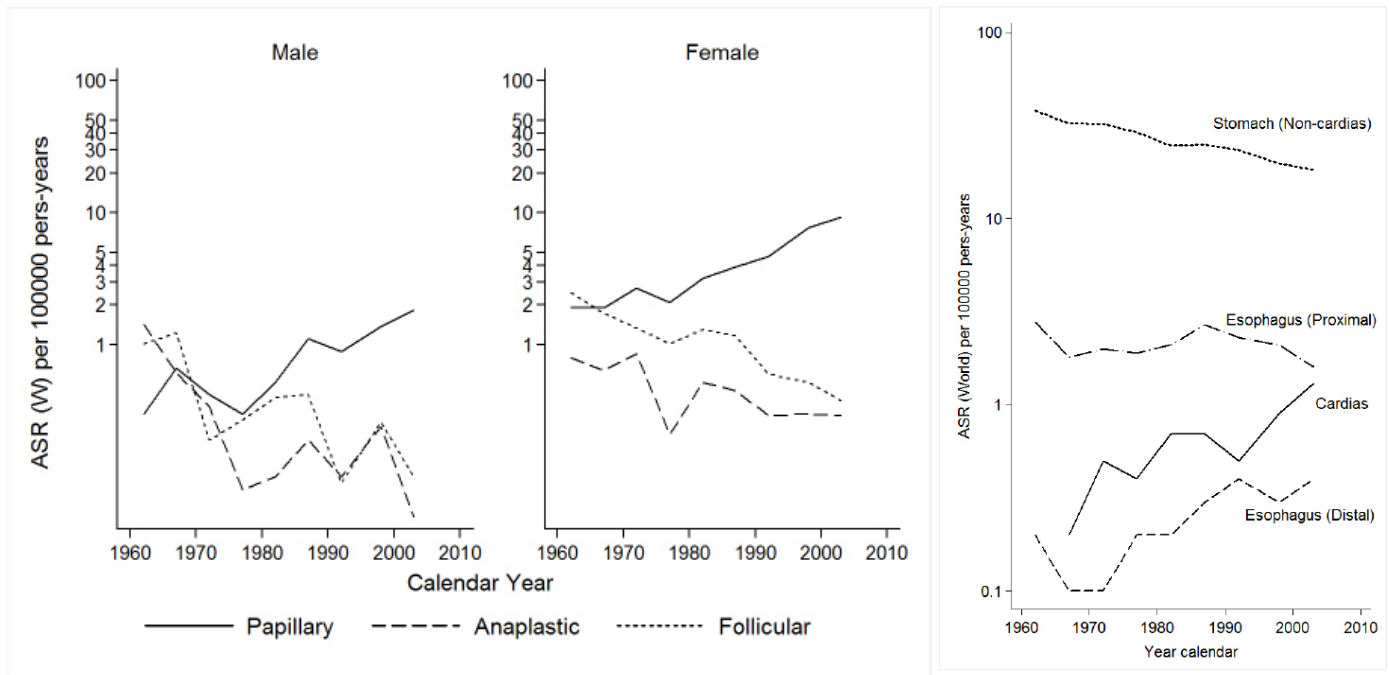 Male
Female
ASR (W) per 100000 pers-years
100
50
40
30
20
10
5
4
3
2
1
1960 1970 1980 1990 2000 2010
100
50
40
30
20
10
5
4
3
2
1
1960 1970 1980 1990 2000 2010
Calendar Year
Papillary Anaplastic Follicular
ASR (World) per 100000 pers-years
100
10
1
0.1
Stomach (Non-cardias)
Esophagus (Proximal)
Cardias
Esophagus (Distal)
1960 1970 1980 1990 2000 2010
Year calendar